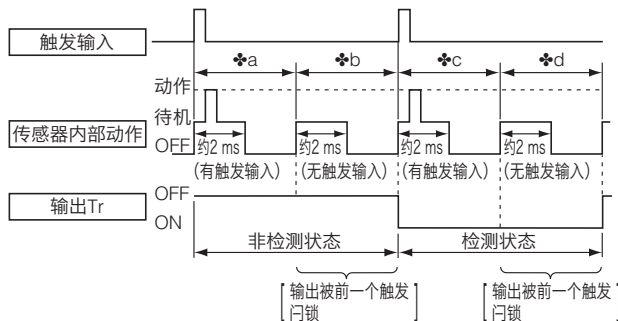 触发输入
✤a ✤b ✤c ✤d
动作
待机
传感器内部动作
OFF 约2 ms 约2 ms 约2 ms 约2 ms
(有触发输入) (无触发输入) (有触发输入) (无触发输入)
输出Tr
OFF
ON
非检测状态 检测状态
[输出被前一个触发闩锁] [输出被前一个触发闩锁]